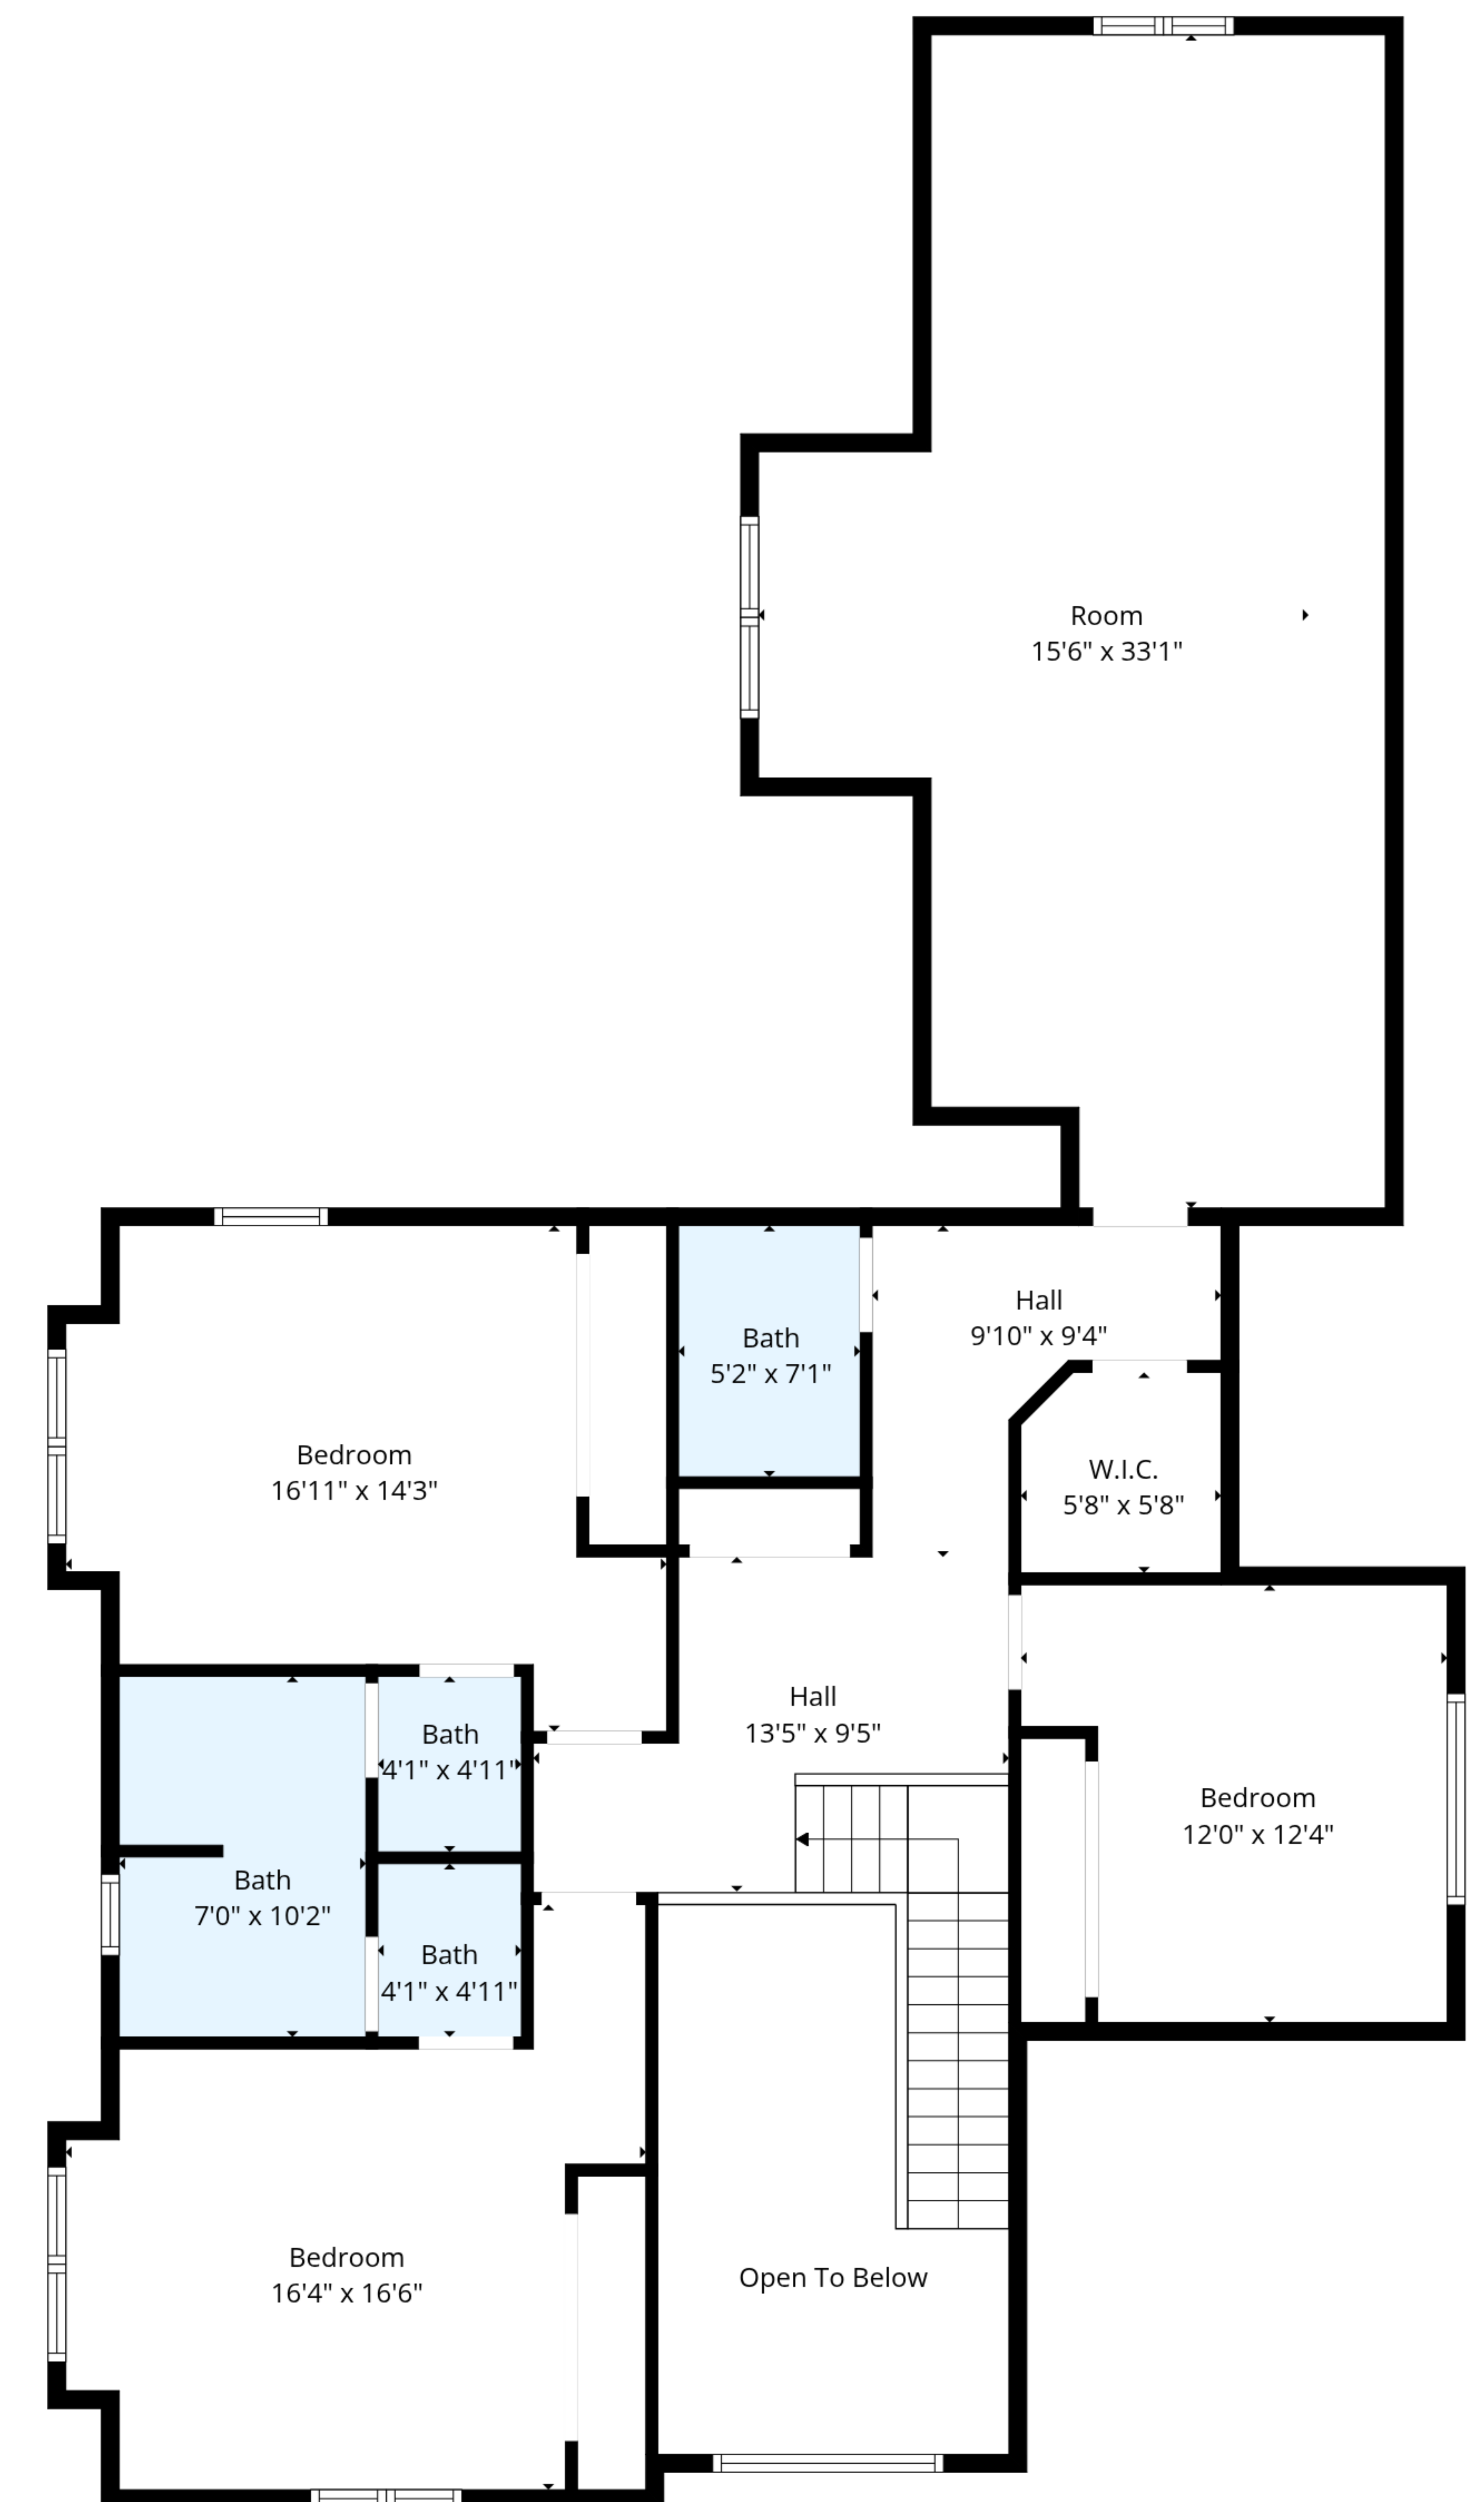 Room
15'6" x 33'1"
Hall
9'10" x 9'4"
Bath
5'2" x 7'1"
Bedroom
16'11" x 14'3"
W.I.C.
5'8" x 5'8"
Hall
13'5" x 9'5"
Bath
4'1" x 4'11"
Bedroom
12'0" x 12'4"
Bath
7'0" x 10'2"
Bath
4'1" x 4'11"
Bedroom
16'4" x 16'6"
Open To Below